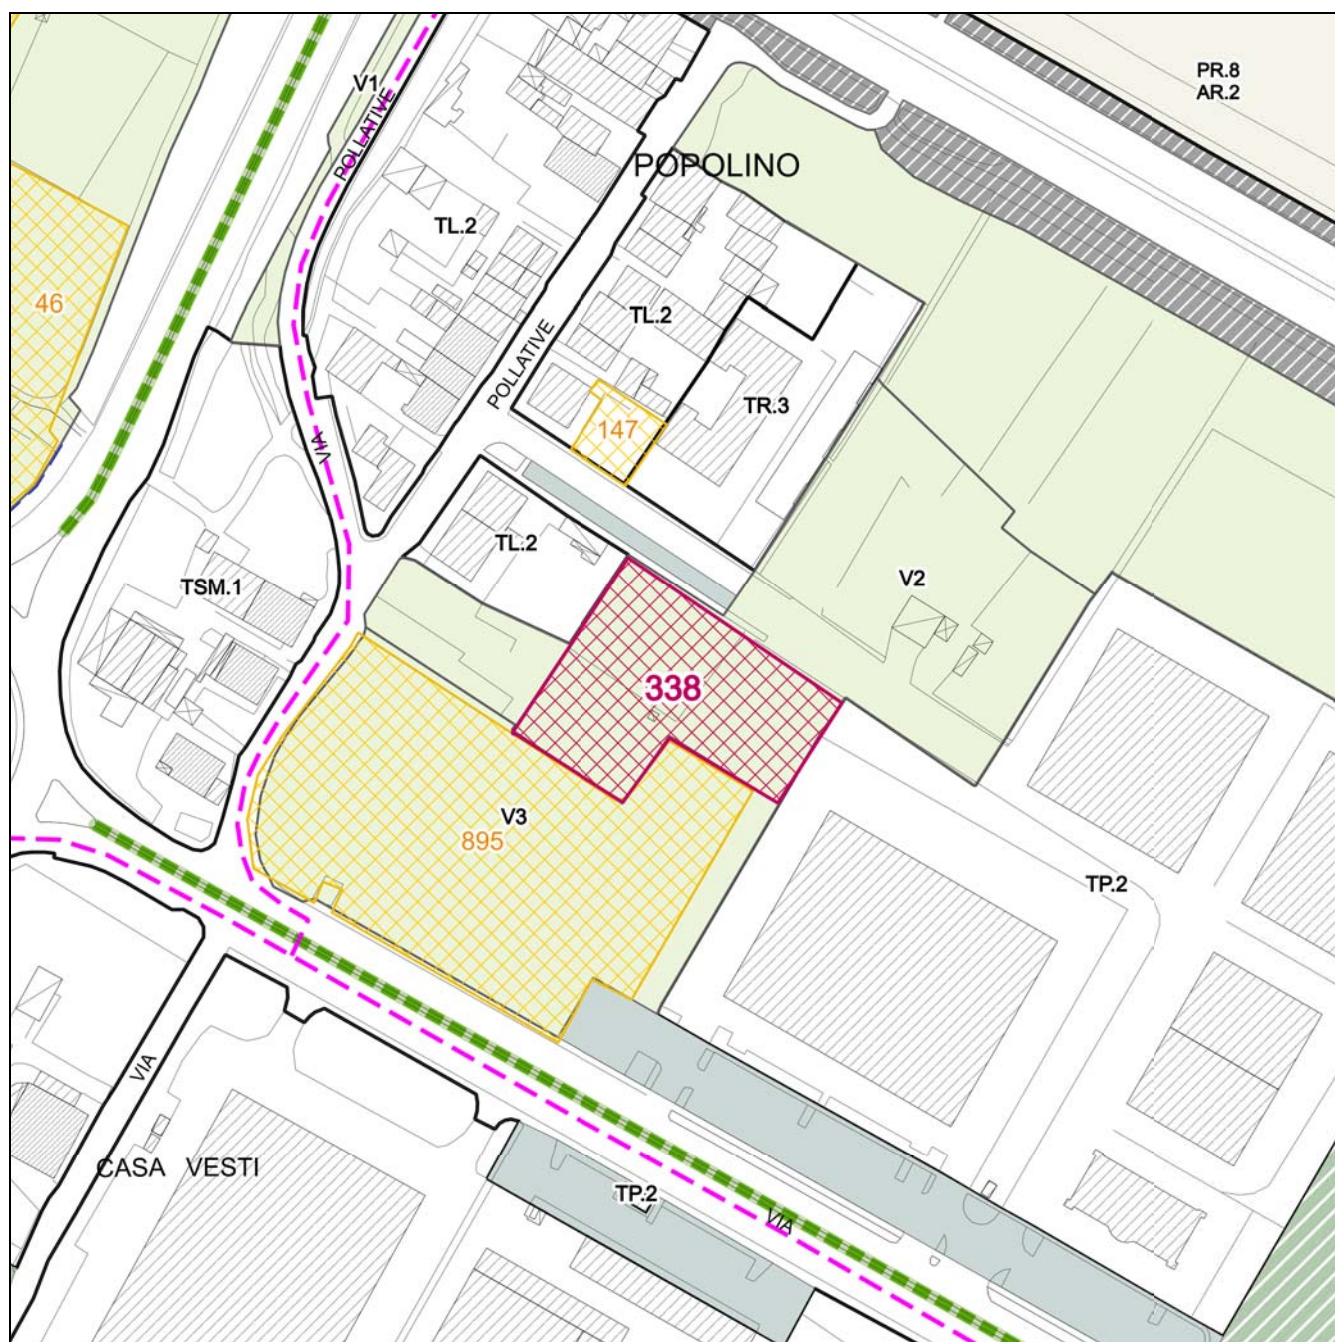 PR.8
AR.2
V1
POLLATIVE
POPOLINO
TL.2
46
TL.2
POLLATIVE
TR.3
147
VIA
TL.2
V2
TSM.1
338
V3
895
TP.2
VIA
CASA VESTI
TP.2
VIA